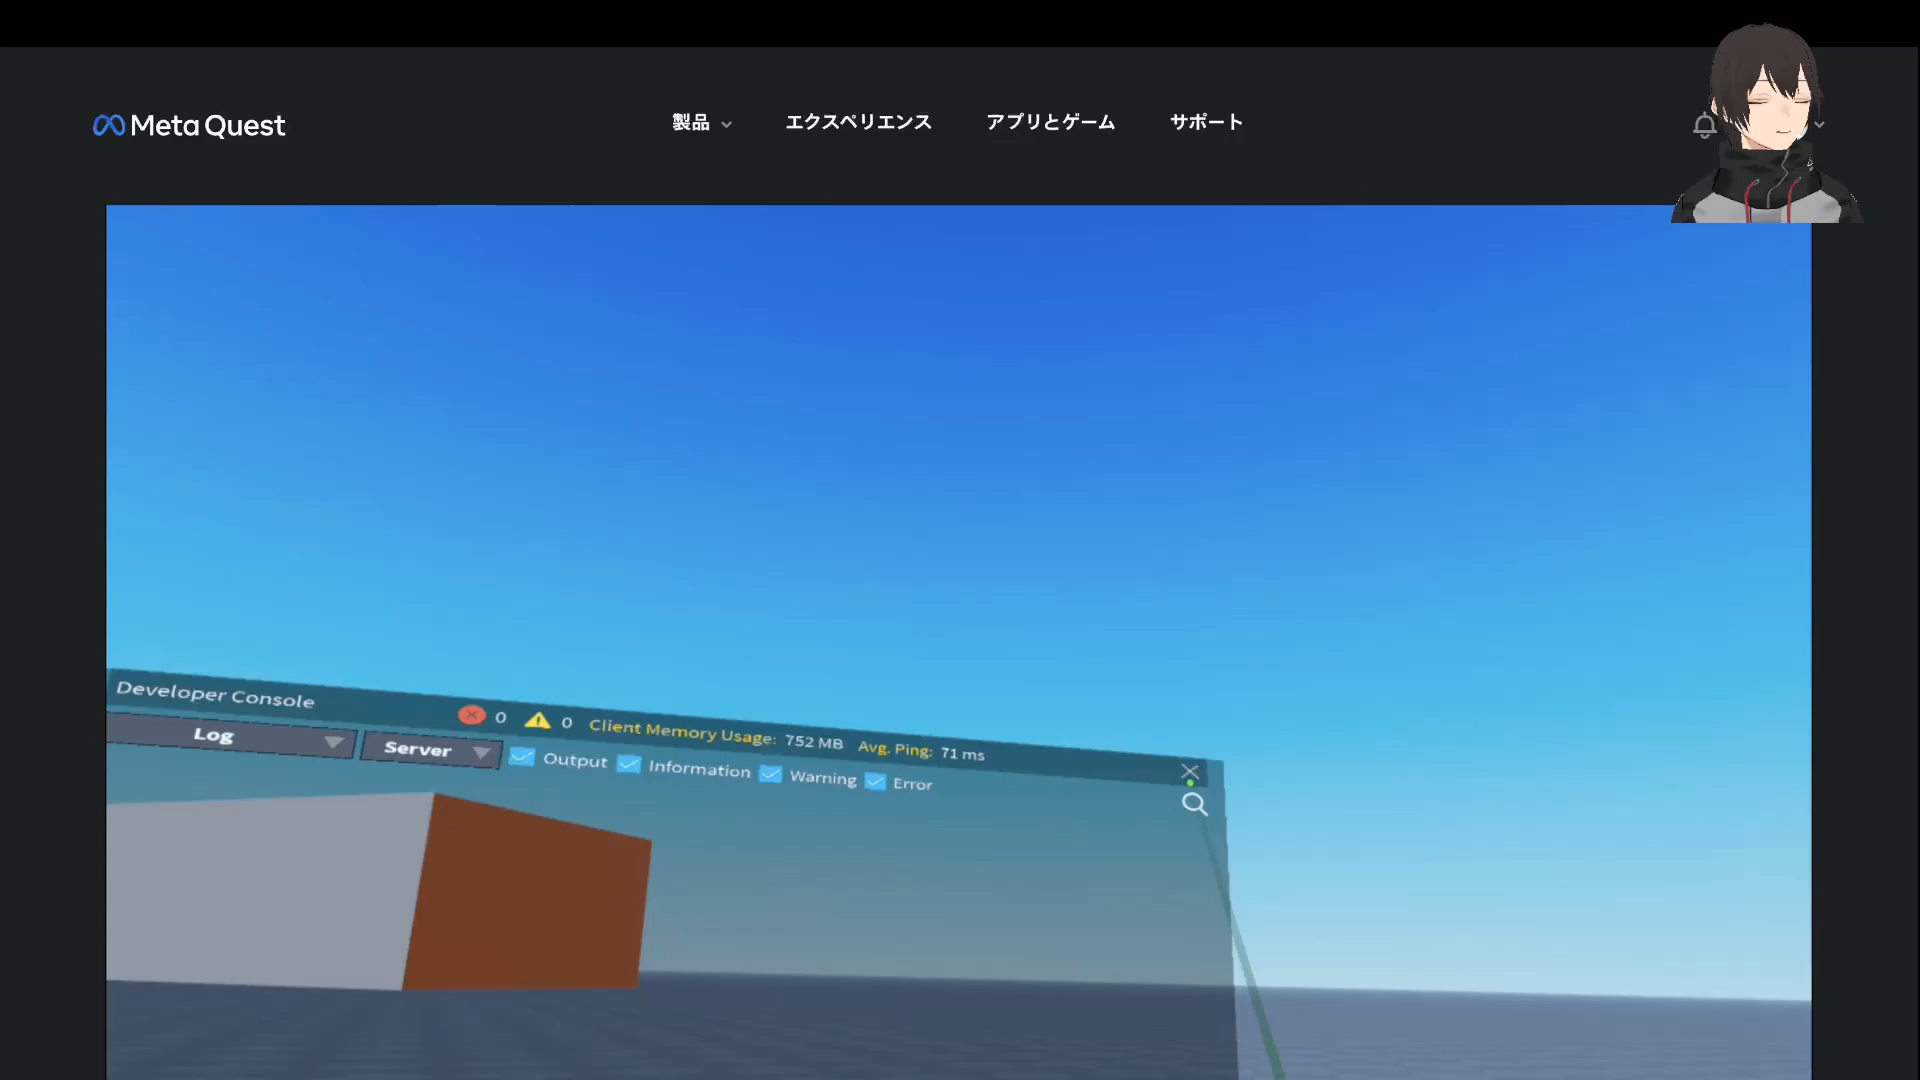 Meta Quest 製品 エクスペリエンス アプリとゲーム サポート
Developer Console 0 0 Client Memory Usage: 752 MB Avg. Ping: 71 ms
Log Server Output Information Warning Error